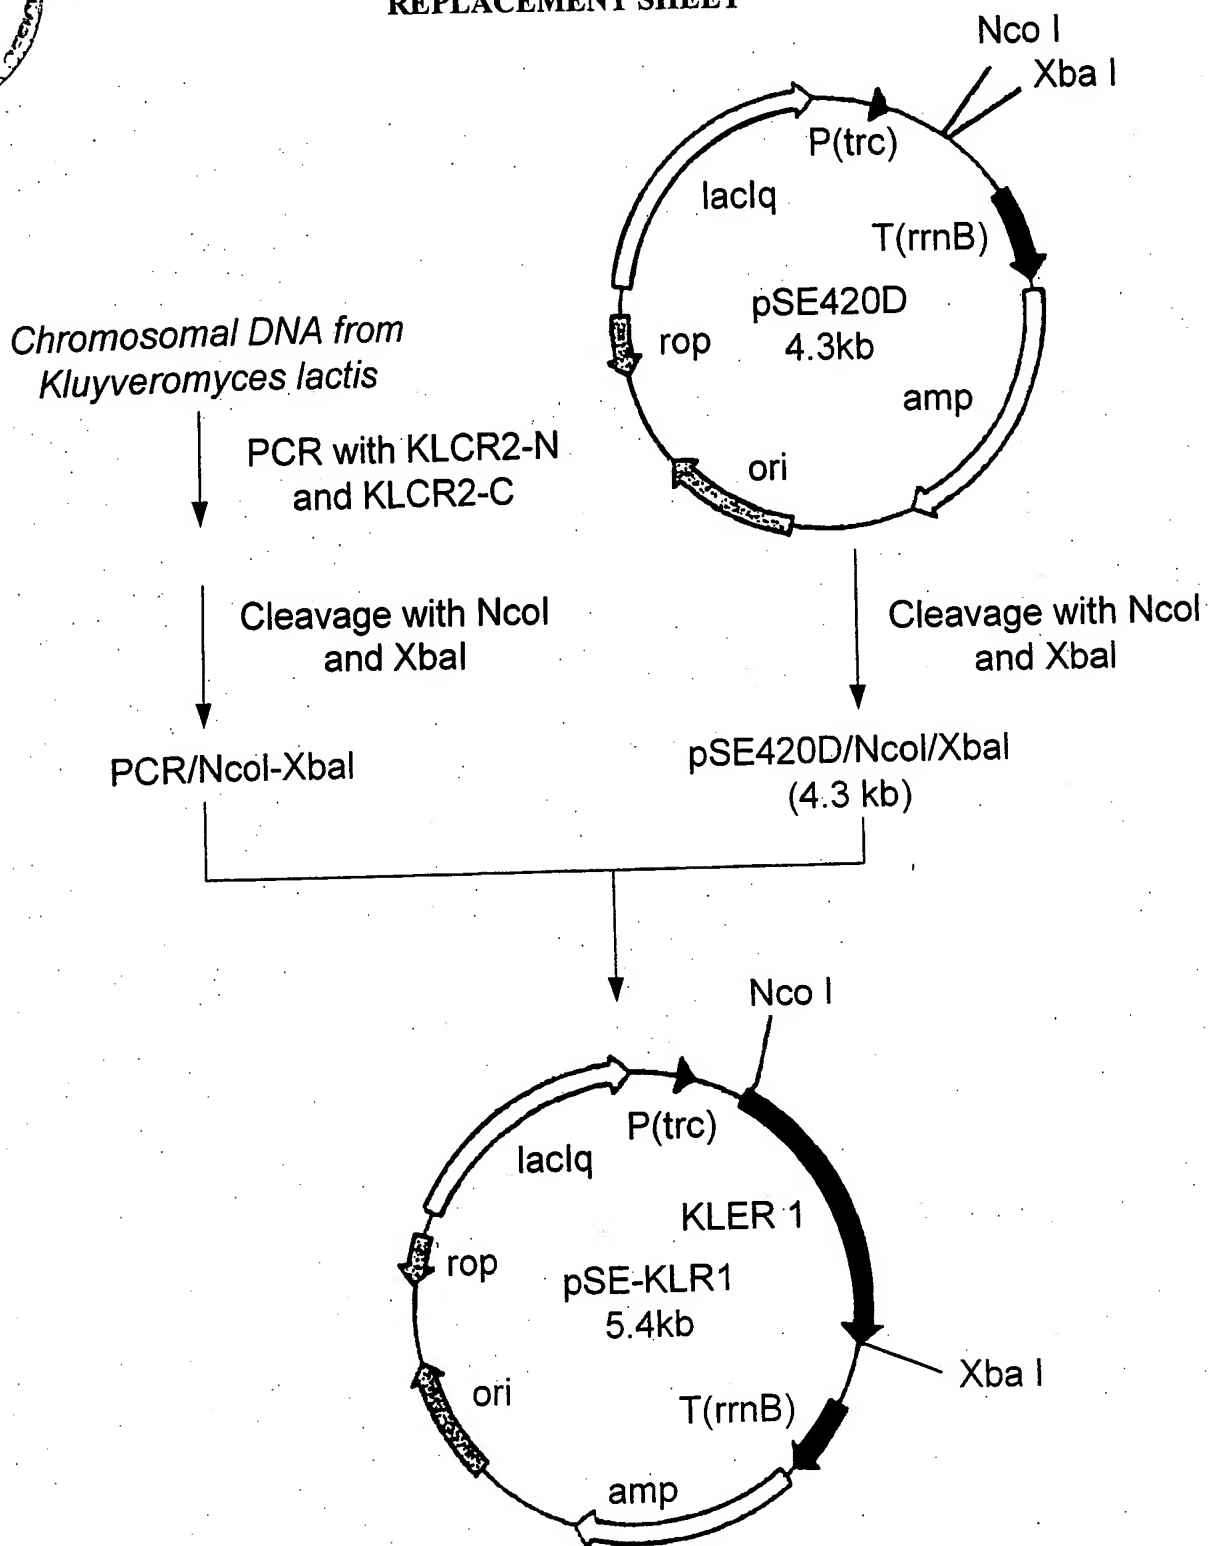 REPLACEMENT SHEET
Nco I
Xba I
P(trc)
lacIq
T(rrnB)
pSE420D
4.3kb
rop
amp
ori
Chromosomal DNA from
Kluyveromyces lactis
PCR with KLCR2-N
and KLCR2-C
Cleavage with NcoI
and XbaI
Cleavage with NcoI
and XbaI
PCR/NcoI-XbaI
pSE420D/NcoI/XbaI
(4.3 kb)
Nco I
P(trc)
lacIq
KLER 1
rop
pSE-KLR1
5.4kb
Xba I
ori
T(rrnB)
amp